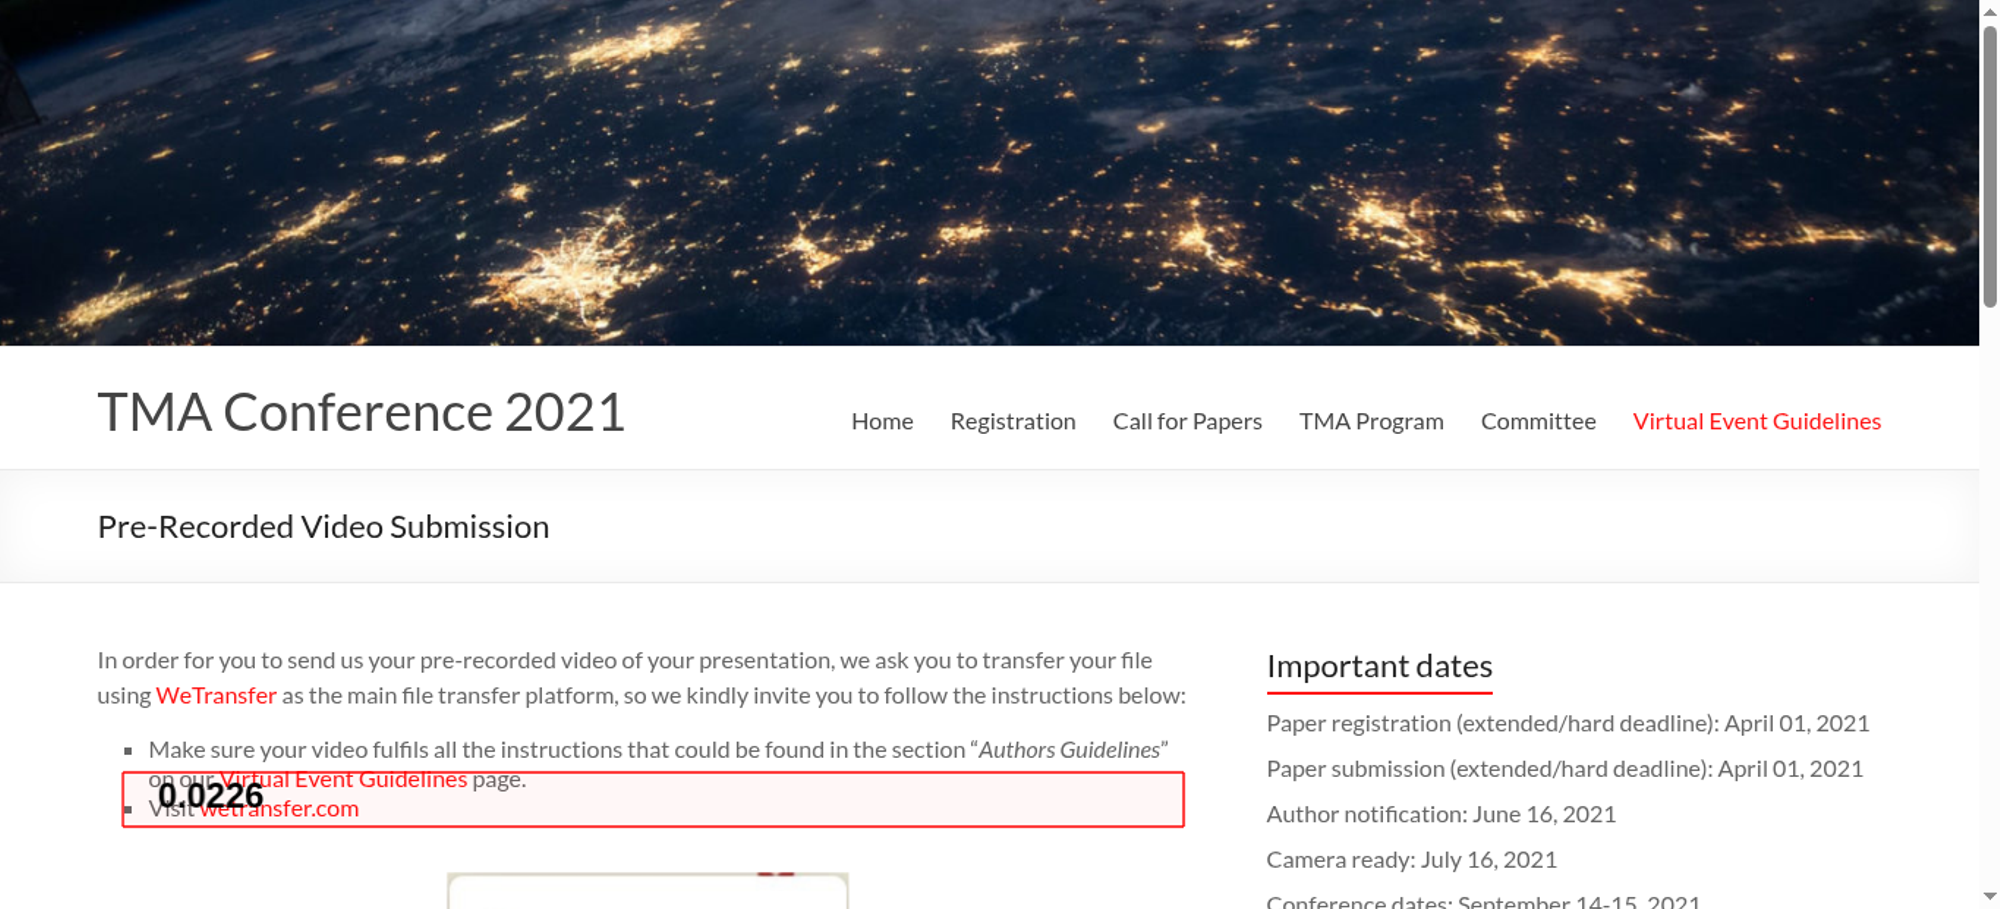 TMA Conference 2021
Home
Registration
Call for Papers
TMA Program
Committee
Virtual Event Guidelines
Pre-Recorded Video Submission
In order for you to send us your pre-recorded video of your presentation, we ask you to transfer your file
using WeTransfer as the main file transfer platform, so we kindly invite you to follow the instructions below:
Make sure your video fulfils all the instructions that could be found in the section “Authors Guidelines”
on our Virtual Event Guidelines page.
0.0226
Visit wetransfer.com
Important dates
Paper registration (extended/hard deadline): April 01, 2021
Paper submission (extended/hard deadline): April 01, 2021
Author notification: June 16, 2021
Camera ready: July 16, 2021
Conference dates: September 14-15, 2021